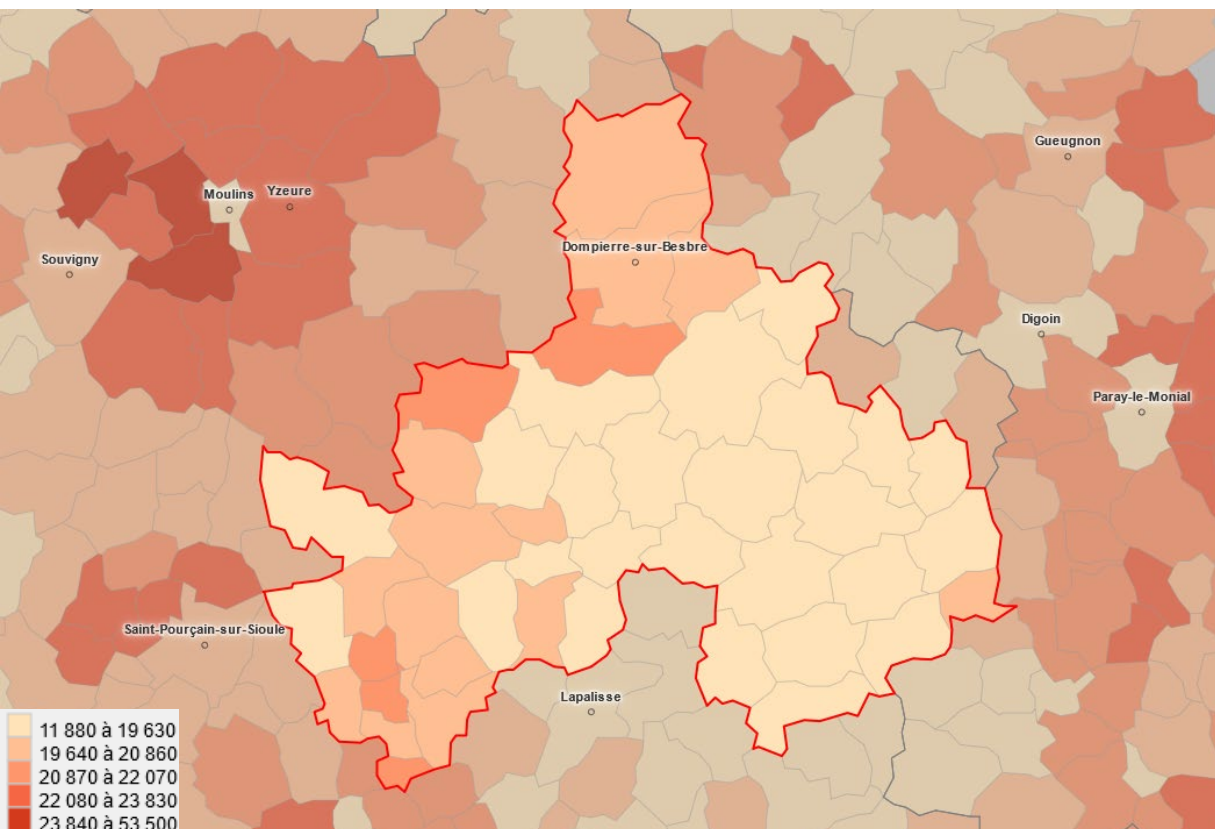 Gueugnon
Moulins
Yzeure
Dompierre-sur-Besbre
Souvigny
Digoin
Paray-le-Monial
Saint-Pourçain-sur-Sioule
Lapalisse
11 880 à 19 630
19 640 à 20 860
20 870 à 22 070
22 080 à 23 830
23 840 à 53 500